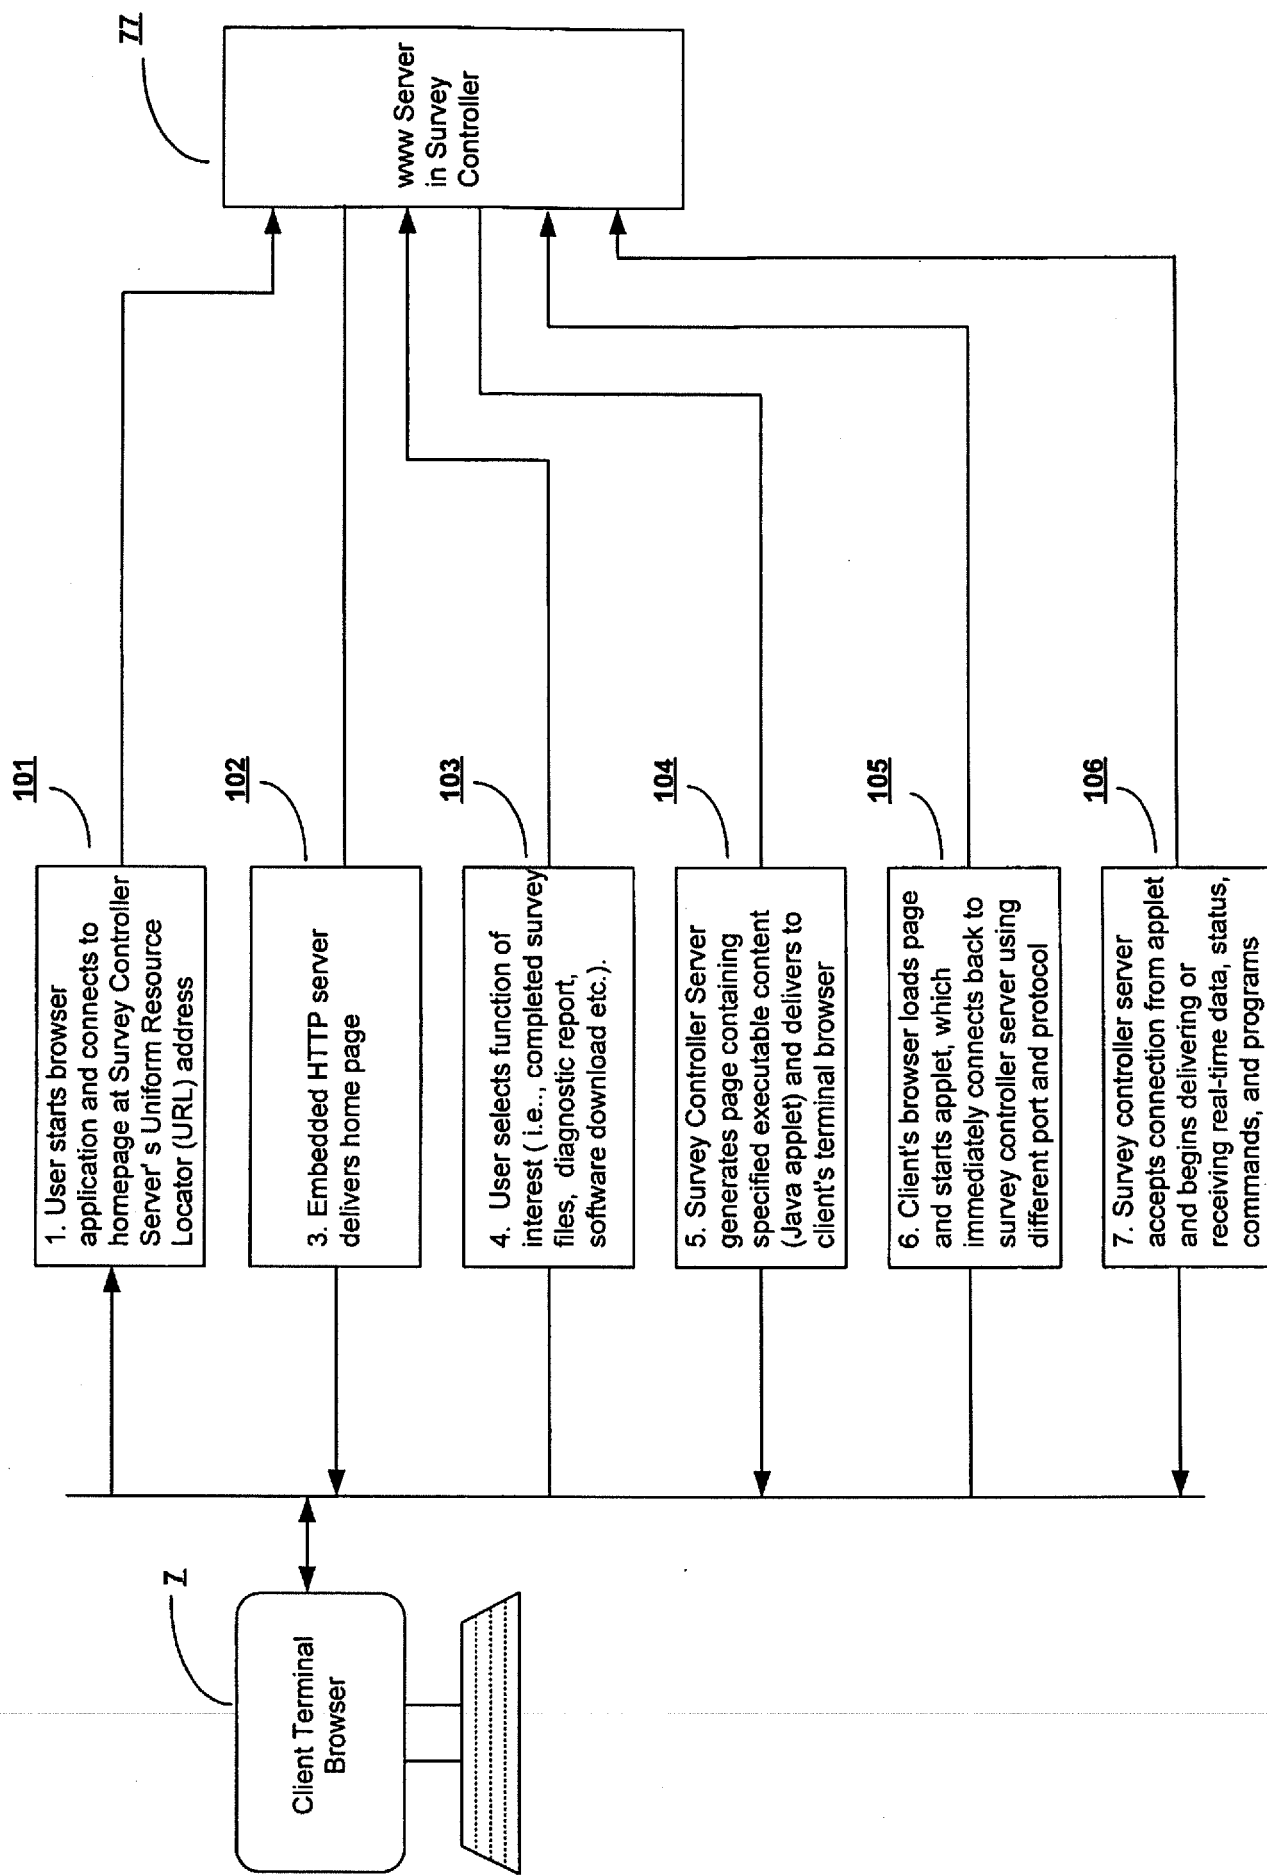 77
www Server
in Survey
Controller
101
1. User starts browser
application and connects to
homepage at Survey Controller
Server's Uniform Resource
Locator (URL) address
102
3. Embedded HTTP server
delivers home page
103
4. User selects function of
interest ( i.e.., completed survey
files, diagnostic report,
software download etc.).
104
5. Survey Controller Server
generates page containing
specified executable content
(Java applet) and delivers to
client's terminal browser
105
6. Client's browser loads page
and starts applet, which
immediately connects back to
survey controller server using
different port and protocol
106
7. Survey controller server
accepts connection from applet
and begins delivering or
receiving real-time data, status,
commands, and programs
7
Client Terminal
Browser